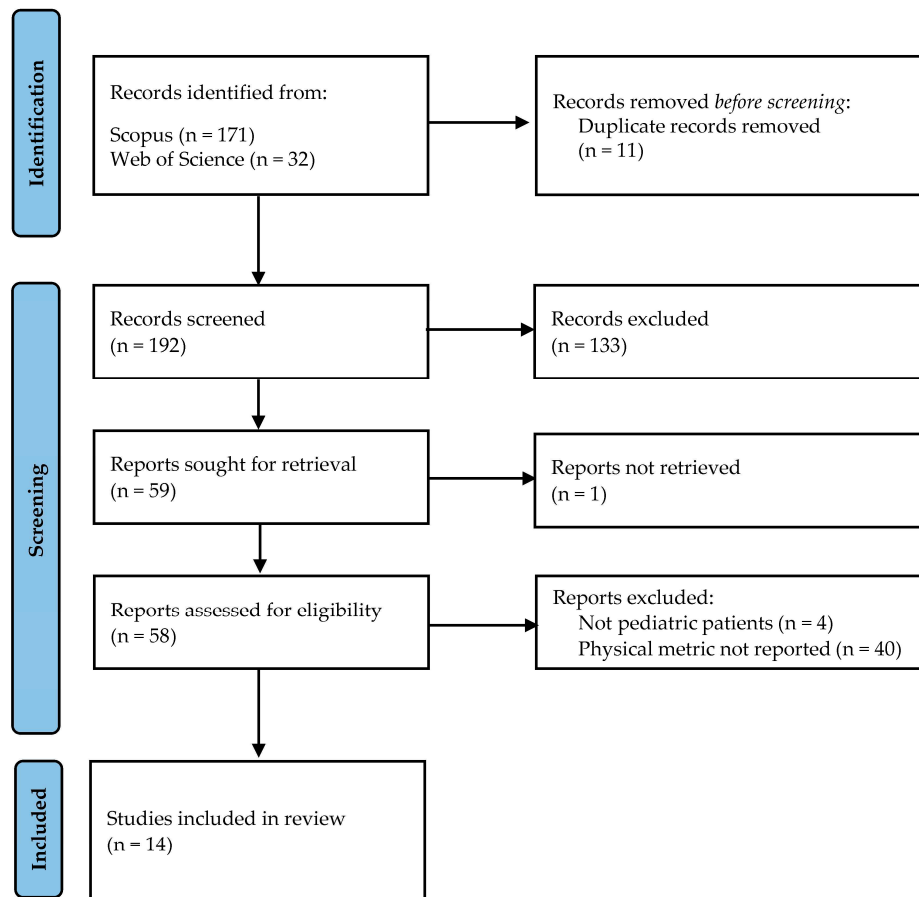 Identification
Records identified from:
Scopus (n = 171)
Web of Science (n = 32)
Records removed before screening:
Duplicate records removed
(n = 11)
Screening
Records screened
(n = 192)
Records excluded
(n = 133)
Reports sought for retrieval
(n = 59)
Reports not retrieved
(n = 1)
Reports assessed for eligibility
(n = 58)
Reports excluded:
Not pediatric patients (n = 4)
Physical metric not reported (n = 40)
Included
Studies included in review
(n = 14)